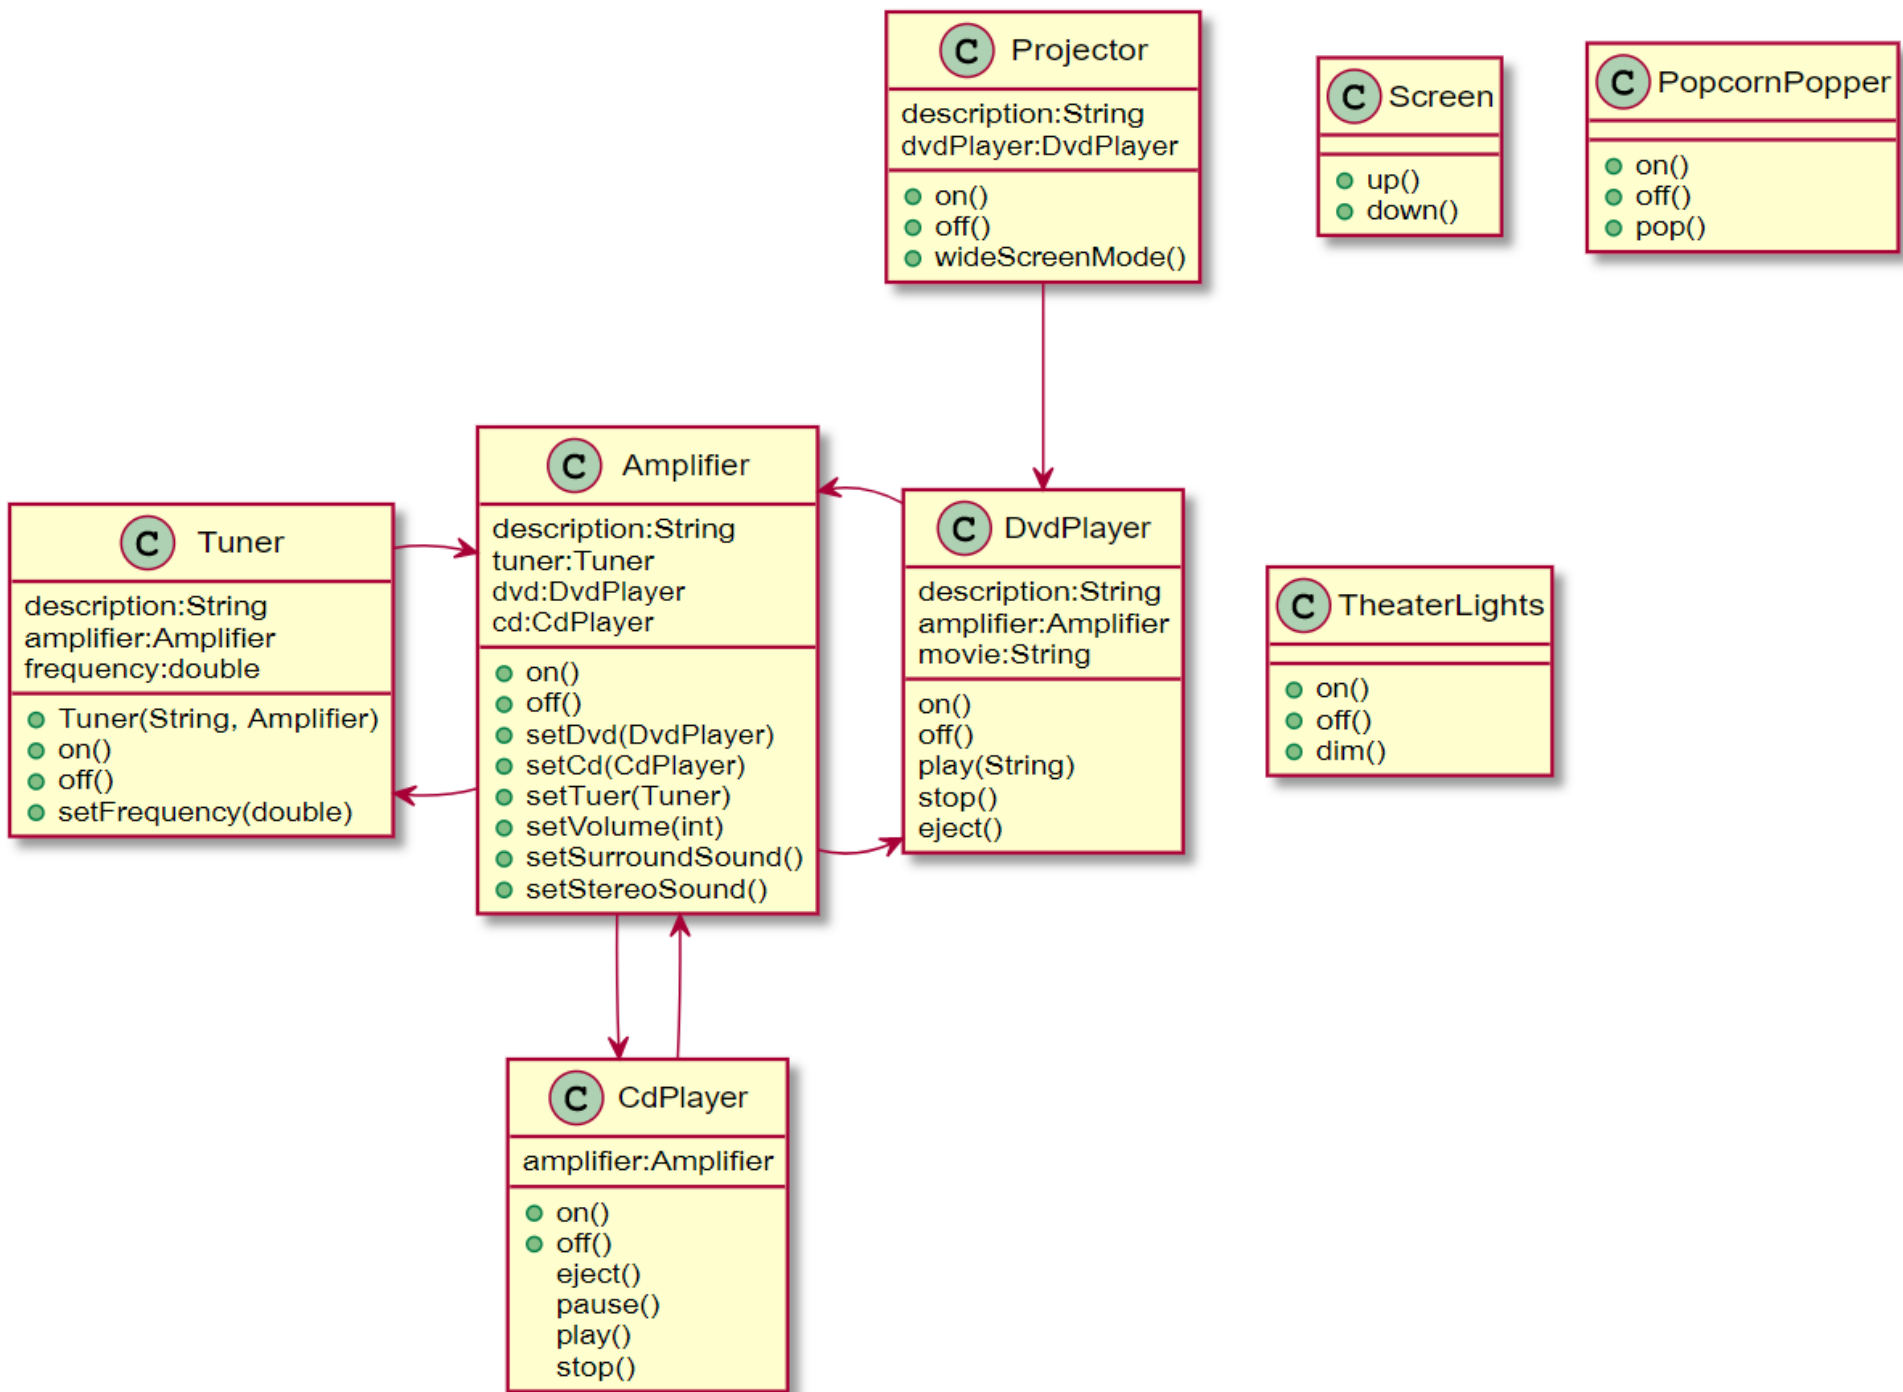 C Projector
description:String
dvdPlayer:DvdPlayer
on()
off()
wideScreenMode()
C Screen
up()
down()
C PopcornPopper
on()
off()
pop()
C Tuner
description:String
amplifier:Amplifier
frequency:double
Tuner(String, Amplifier)
on()
off()
setFrequency(double)
C Amplifier
description:String
tuner:Tuner
dvd:DvdPlayer
cd:CdPlayer
on()
off()
setDvd(DvdPlayer)
setCd(CdPlayer)
setTuer(Tuner)
setVolume(int)
setSurroundSound()
setStereoSound()
C DvdPlayer
description:String
amplifier:Amplifier
movie:String
on()
off()
play(String)
stop()
eject()
C TheaterLights
on()
off()
dim()
C CdPlayer
amplifier:Amplifier
on()
off()
eject()
pause()
play()
stop()